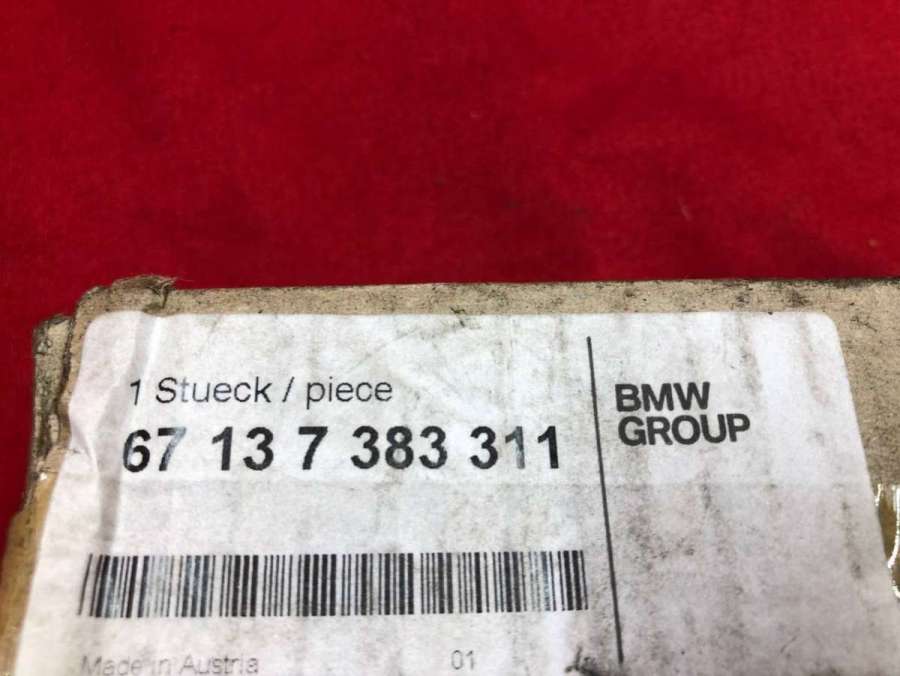 1 Stueck / piece
67 13 7 383 311
BMW
GROUP
Made in Austria
01